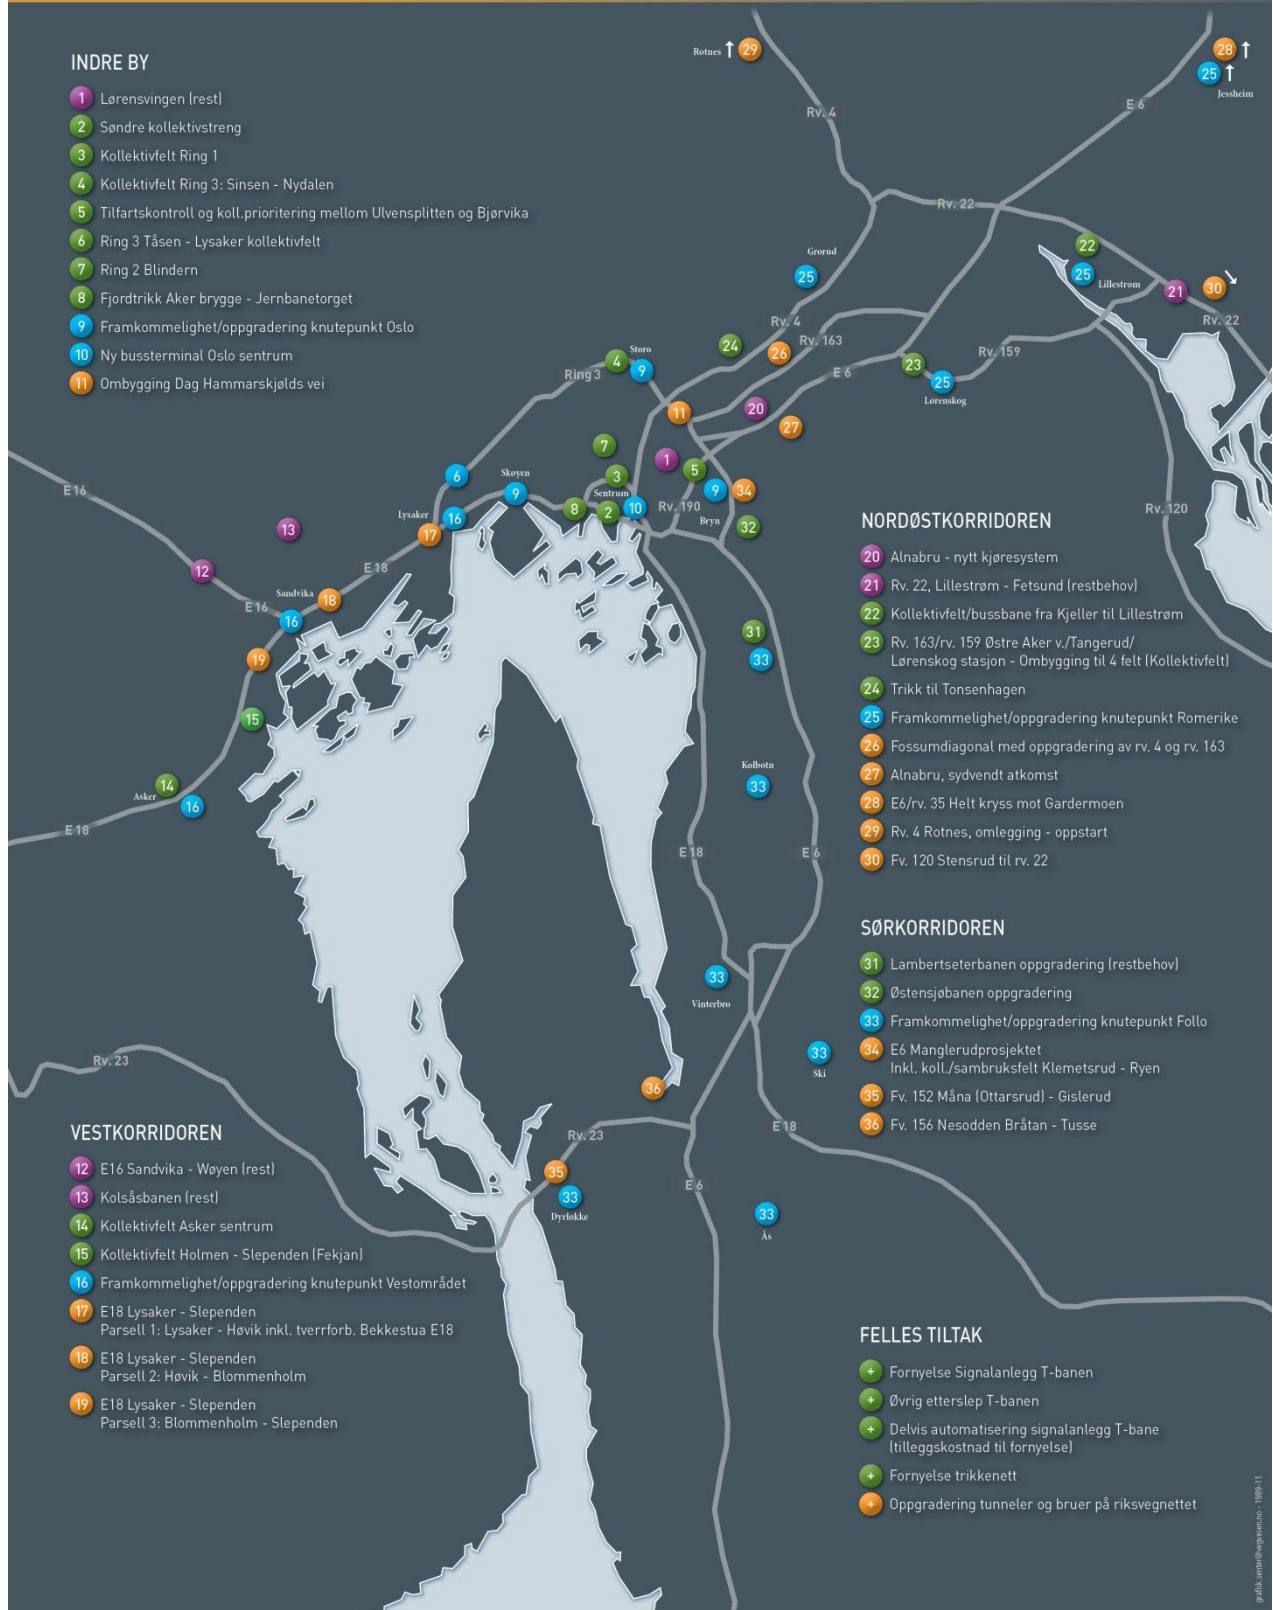 INDRE BY
1 Lørensvingen (rest)
2 Søndre kollektivstreng
3 Kollektivfelt Ring 1
4 Kollektivfelt Ring 3: Sinsen - Nydalen
5 Tilfartskontroll og koll.prioritering mellom Ulvensplitten og Bjørvika
6 Ring 3 Tåsen - Lysaker kollektivfelt
7 Ring 2 Blindern
8 Fjordtrikk Aker brygge - Jernbanetorget
9 Framkommelighet/oppgradering knutepunkt Oslo
10 Ny bussterminal Oslo sentrum
11 Ombygging Dag Hammarskjølds vei
Rotnes 29
28
25
Jessheim
Rv. 4
E 6
Rv. 22
Grorud
25
22
25 Lillestrøm
21
30
Rv. 22
Rv. 4
Rv. 163
24
26
Storo
4
9
Ring 3
E 6
23
Rv. 159
25
Lørenskog
11
20
27
7
1
5
6
Skøyen
9
3
Sentrum
9
34
E 16
Lysaker
16
8
2
10
Rv. 190
Bryn
32
Rv. 120
13
17
12
E 18
Sandvika
18
E 16
16
19
31
33
15
14
Asker
16
E 18
Kolbotn
33
E 18
E 6
33
Vinterbro
33
Ski
36
Rv. 23
Rv. 23
E 18
35
33
Dyrløkke
E 6
33
Ås
NORDØSTKORRIDOREN
20 Alnabru - nytt kjøresystem
21 Rv. 22, Lillestrøm - Fetsund (restbehov)
22 Kollektivfelt/bussbane fra Kjeller til Lillestrøm
23 Rv. 163/rv. 159 Østre Aker v./Tangerud/
Lørenskog stasjon - Ombygging til 4 felt (Kollektivfelt)
24 Trikk til Tonsenhagen
25 Framkommelighet/oppgradering knutepunkt Romerike
26 Fossumdiagonal med oppgradering av rv. 4 og rv. 163
27 Alnabru, sydvendt atkomst
28 E6/rv. 35 Helt kryss mot Gardermoen
29 Rv. 4 Rotnes, omlegging - oppstart
30 Fv. 120 Stensrud til rv. 22
SØRKORRIDOREN
31 Lambertseterbanen oppgradering (restbehov)
32 Østensjøbanen oppgradering
33 Framkommelighet/oppgradering knutepunkt Follo
34 E6 Manglerudprosjektet
Inkl. koll./sambruksfelt Klemetsrud - Ryen
35 Fv. 152 Måna (Ottarsrud) - Gislerud
36 Fv. 156 Nesodden Bråtan - Tusse
VESTKORRIDOREN
12 E16 Sandvika - Wøyen (rest)
13 Kolsåsbanen (rest)
14 Kollektivfelt Asker sentrum
15 Kollektivfelt Holmen - Slependen (Fekjan)
16 Framkommelighet/oppgradering knutepunkt Vestområdet
17 E18 Lysaker - Slependen
Parsell 1: Lysaker - Høvik inkl. tverrforb. Bekkestua E18
18 E18 Lysaker - Slependen
Parsell 2: Høvik - Blommenholm
19 E18 Lysaker - Slependen
Parsell 3: Blommenholm - Slependen
FELLES TILTAK
+ Fornyelse Signalanlegg T-banen
+ Øvrig etterslep T-banen
+ Delvis automatisering signalanlegg T-bane
(tilleggskostnad til fornyelse)
+ Fornyelse trikkenett
+ Oppgradering tunneler og bruer på riksvegnettet
grafisk.senter@vegvesen.no - 1989-11